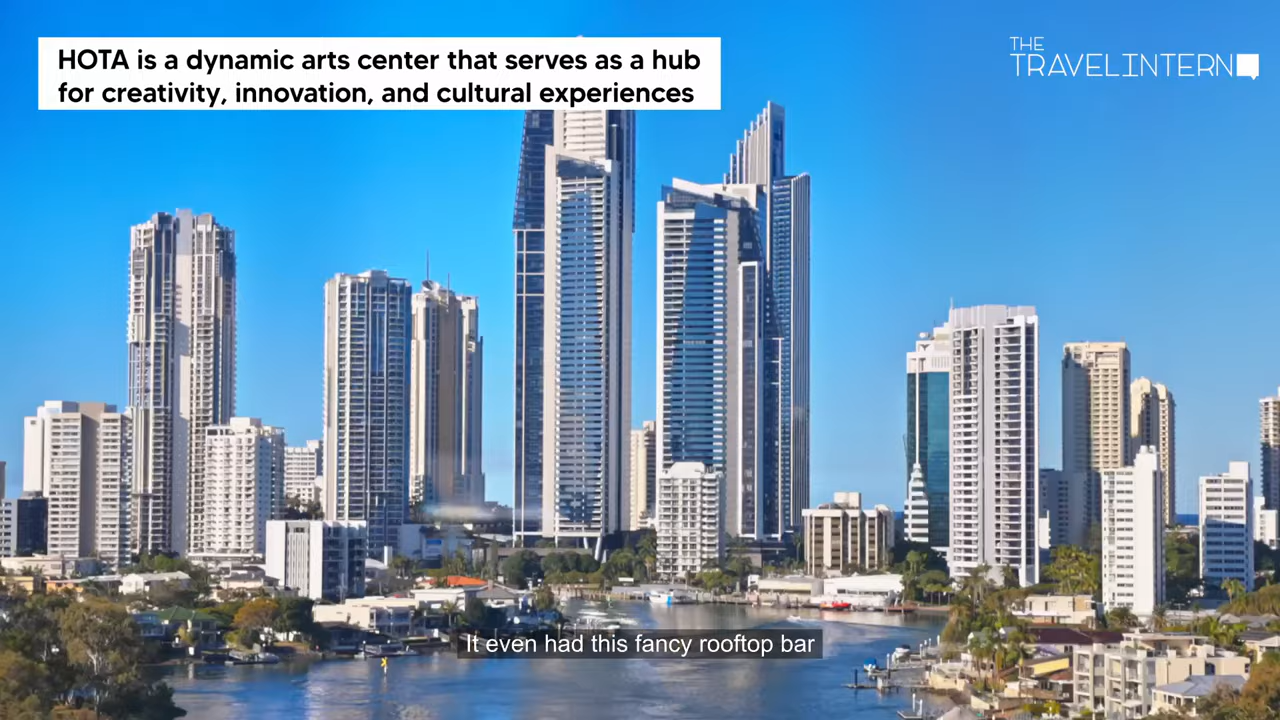 HOTA is a dynamic arts center that serves as a hub
for creativity, innovation, and cultural experiences
THE
TRAVELINTERN
It even had this fancy rooftop bar